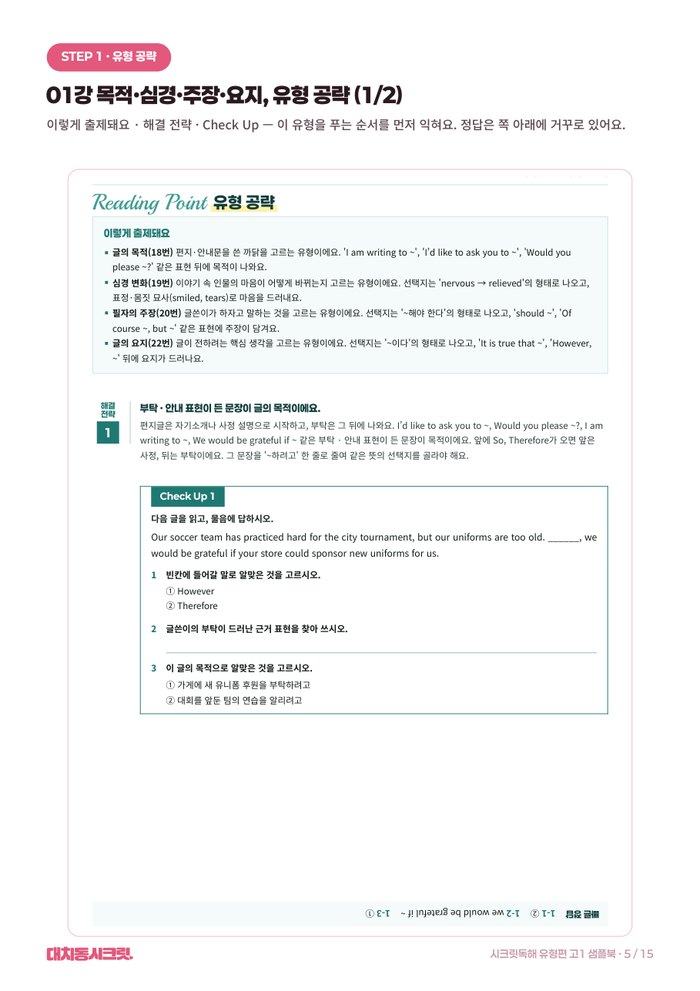 STEP 1 · 유형 공략
01강 목적·심경·주장·요지, 유형 공략 (1/2)
이렇게 출제돼요 · 해결 전략 · Check Up — 이 유형을 푸는 순서를 먼저 익혀요. 정답은 쪽 아래에 거꾸로 있어요.
Reading Point 유형 공략
이렇게 출제돼요
▪ 글의 목적(18번) 편지·안내문을 쓴 까닭을 고르는 유형이에요. 'I am writing to ~', 'I'd like to ask you to ~', 'Would you
please ~?' 같은 표현 뒤에 목적이 나와요.
▪ 심경 변화(19번) 이야기 속 인물의 마음이 어떻게 바뀌는지 고르는 유형이에요. 선택지는 'nervous → relieved'의 형태로 나오고,
표정·몸짓 묘사(smiled, tears)로 마음을 드러내요.
▪ 필자의 주장(20번) 글쓴이가 하자고 말하는 것을 고르는 유형이에요. 선택지는 '~해야 한다'의 형태로 나오고, 'should ~', 'Of
course ~, but ~' 같은 표현에 주장이 담겨요.
▪ 글의 요지(22번) 글이 전하려는 핵심 생각을 고르는 유형이에요. 선택지는 '~이다'의 형태로 나오고, 'It is true that ~', 'However,
~' 뒤에 요지가 드러나요.
해결
전략
1
부탁·안내 표현이 든 문장이 글의 목적이에요.
편지글은 자기소개나 사정 설명으로 시작하고, 부탁은 그 뒤에 나와요. I'd like to ask you to ~, Would you please ~?, I am
writing to ~, We would be grateful if ~ 같은 부탁 · 안내 표현이 든 문장이 목적이에요. 앞에 So, Therefore가 오면 앞은
사정, 뒤는 부탁이에요. 그 문장을 '~하려고' 한 줄로 줄여 같은 뜻의 선택지를 골라야 해요.
Check Up 1
다음 글을 읽고, 물음에 답하시오.
Our soccer team has practiced hard for the city tournament, but our uniforms are too old. ______, we
would be grateful if your store could sponsor new uniforms for us.
1 빈칸에 들어갈 말로 알맞은 것을 고르시오.
① However
② Therefore
2 글쓴이의 부탁이 드러난 근거 표현을 찾아 쓰시오.
3 이 글의 목적으로 알맞은 것을 고르시오.
① 가게에 새 유니폼 후원을 부탁하려고
② 대회를 앞둔 팀의 연습을 알리려고
빠른 정답 1-1 ② 1-2 we would be grateful if ~ 1-3 ①
대치동시크릿.
시크릿독해 유형편 고1 샘플북 · 5 / 15